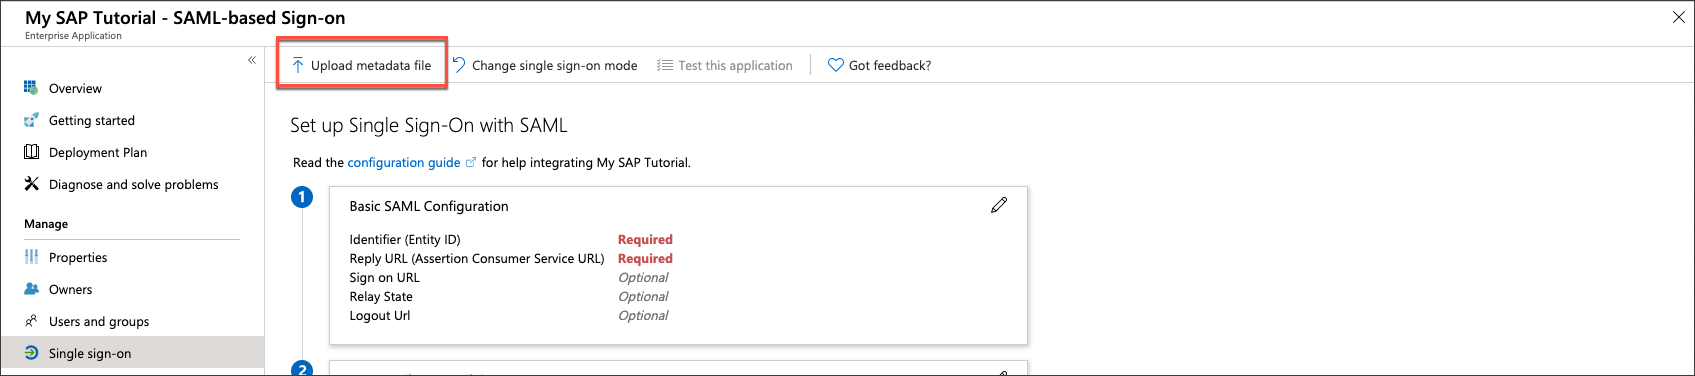 My SAP Tutorial - SAML-based Sign-on
Enterprise Application
Overview
Getting started
Deployment Plan
Diagnose and solve problems
Manage
Properties
Owners
Users and groups
Single sign-on
Upload metadata file
Change single sign-on mode
Test this application
Got feedback?
Set up Single Sign-On with SAML
Read the configuration guide for help integrating My SAP Tutorial.
1
Basic SAML Configuration
Identifier (Entity ID) Required
Reply URL (Assertion Consumer Service URL) Required
Sign on URL Optional
Relay State Optional
Logout Url Optional
2